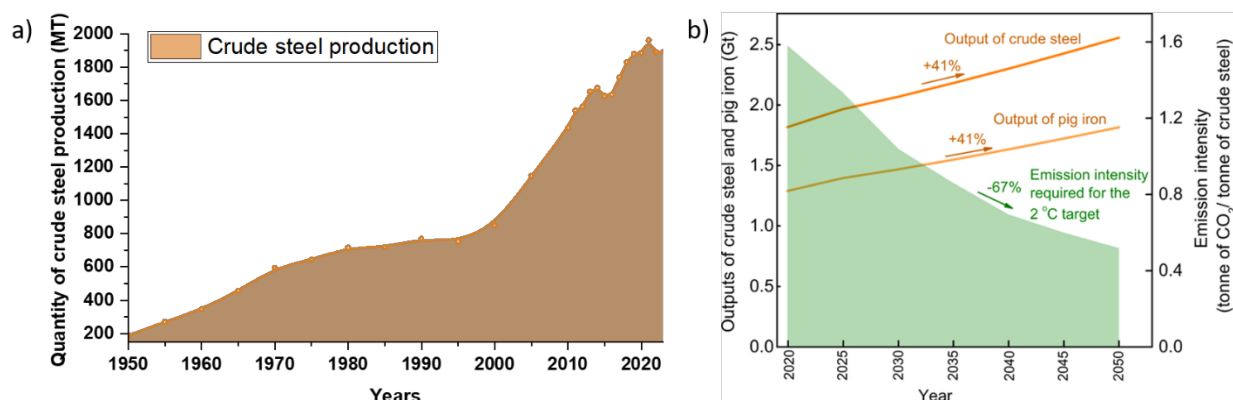 a)
Crude steel production
Quantity of crude steel production (MT)
2000
1800
1600
1400
1200
1000
800
600
400
200
1950
1960
1970
1980
1990
2000
2010
2020
Years
b)
Outputs of crude steel and pig iron (Gt)
2.5
2.0
1.5
1.0
0.5
0.0
Output of crude steel
+41%
Output of pig iron
+41%
-67%
Emission intensity
required for the
2 °C target
1.6
1.2
0.8
0.4
0.0
Emission intensity
(tonne of CO₂/ tonne of crude steel)
2020
2025
2030
2035
2040
2045
2050
Year